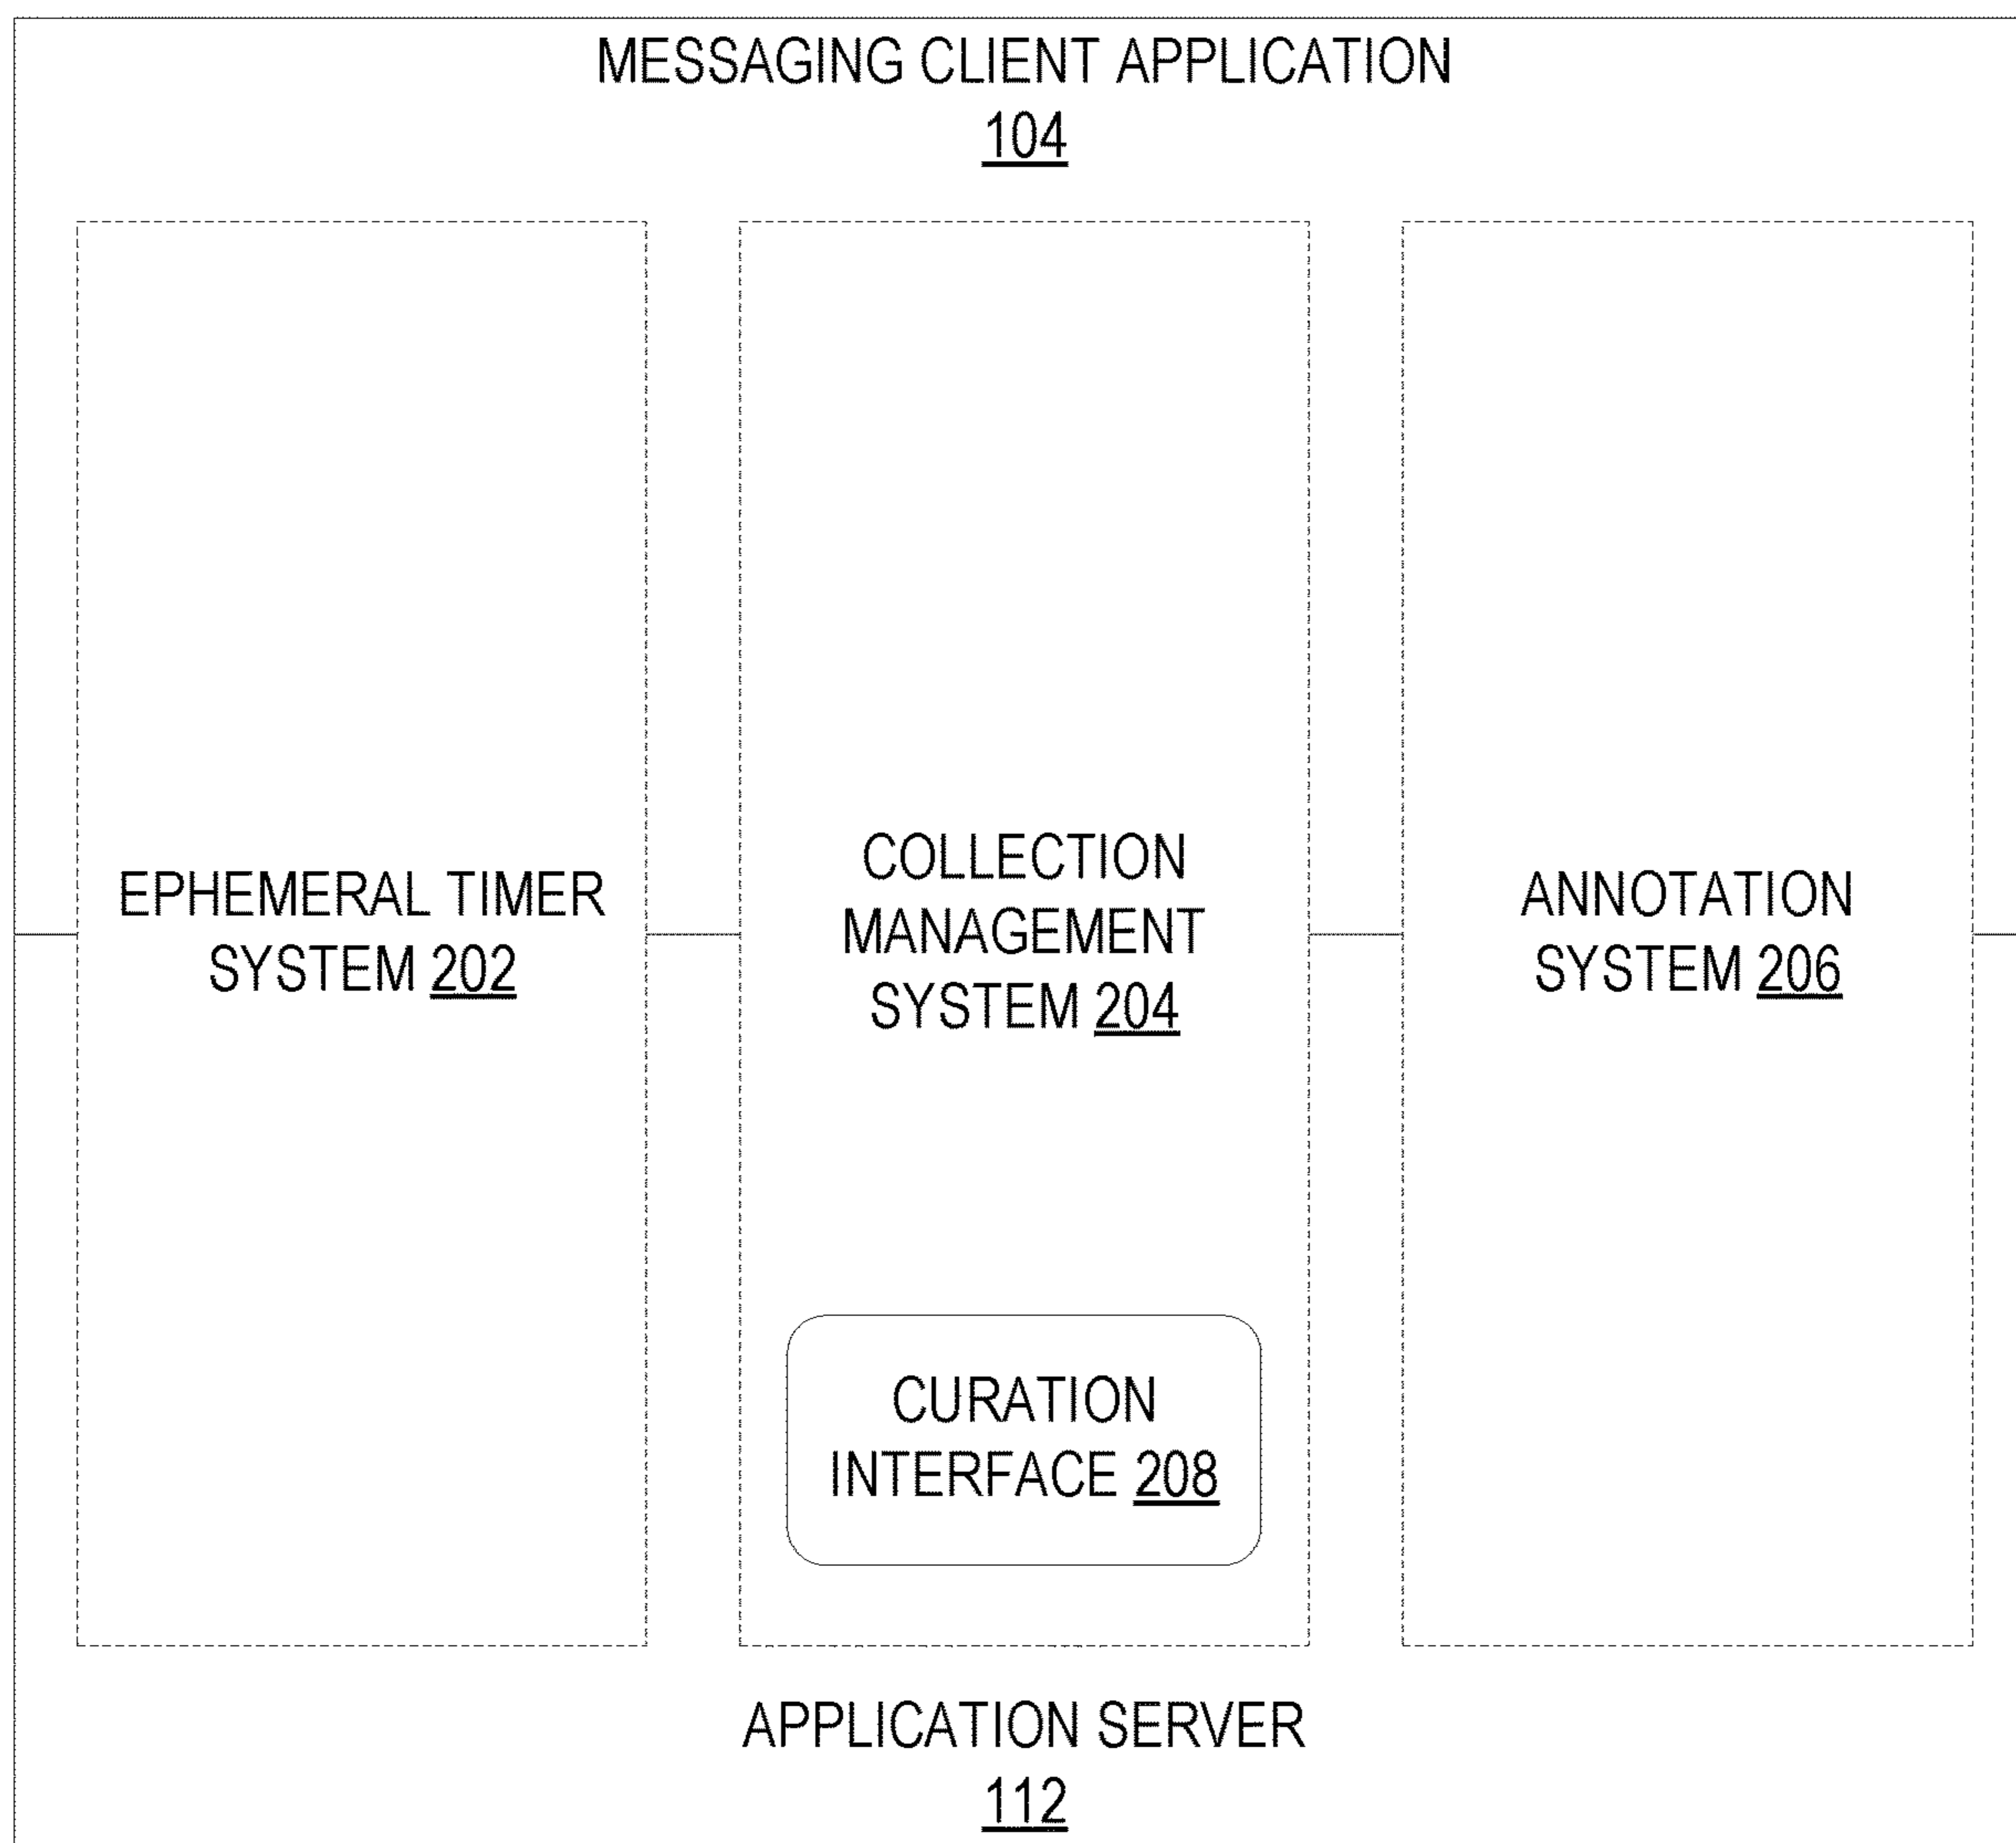 MESSAGING CLIENT APPLICATION
104
EPHEMERAL TIMER
SYSTEM 202
COLLECTION
MANAGEMENT
SYSTEM 204
ANNOTATION
SYSTEM 206
CURATION
INTERFACE 208
APPLICATION SERVER
112